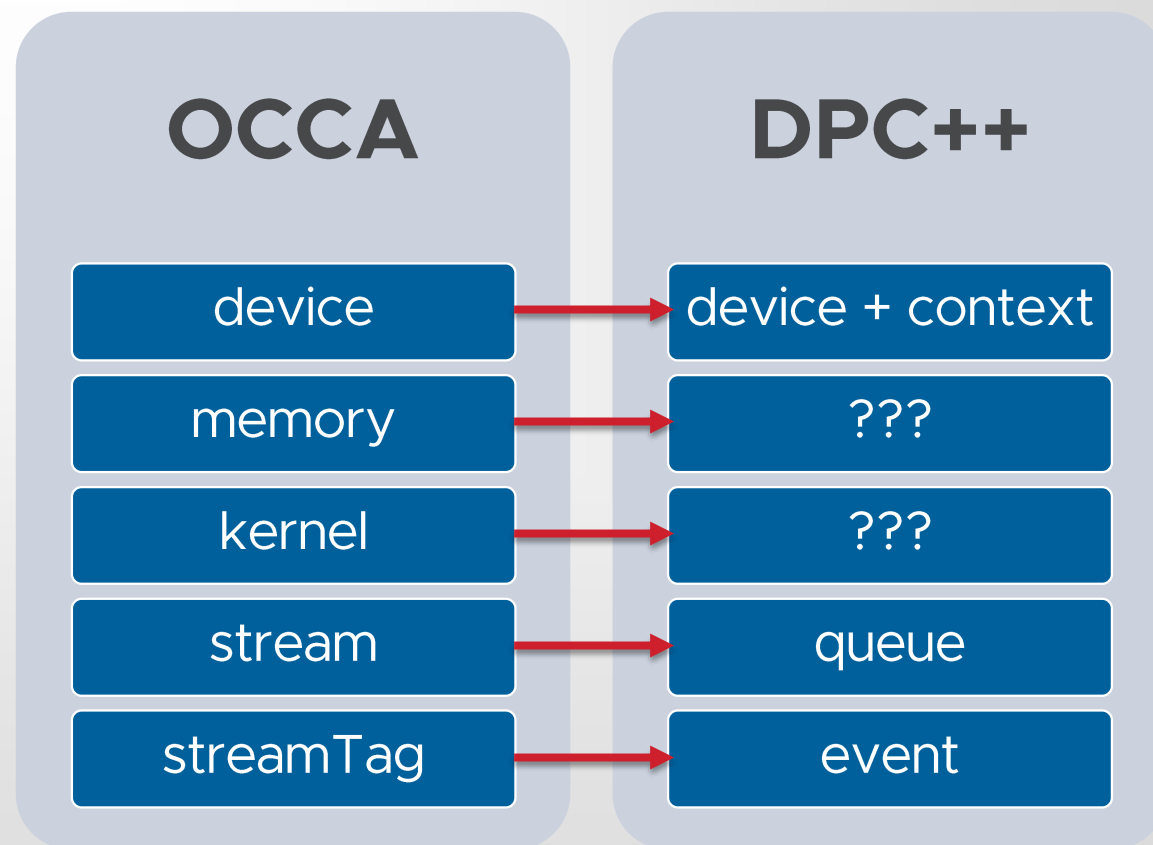 OCCA
DPC++
device
device + context
memory
???
kernel
???
stream
queue
streamTag
event